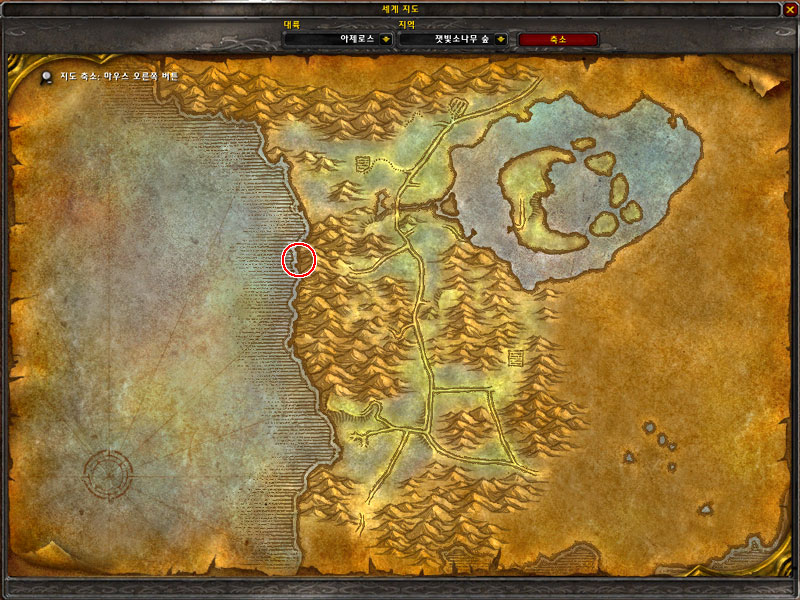 세계 지도
대륙 지역
아제로스 잿빛소나무 숲 축소
지도 축소: 마우스 오른쪽 버튼